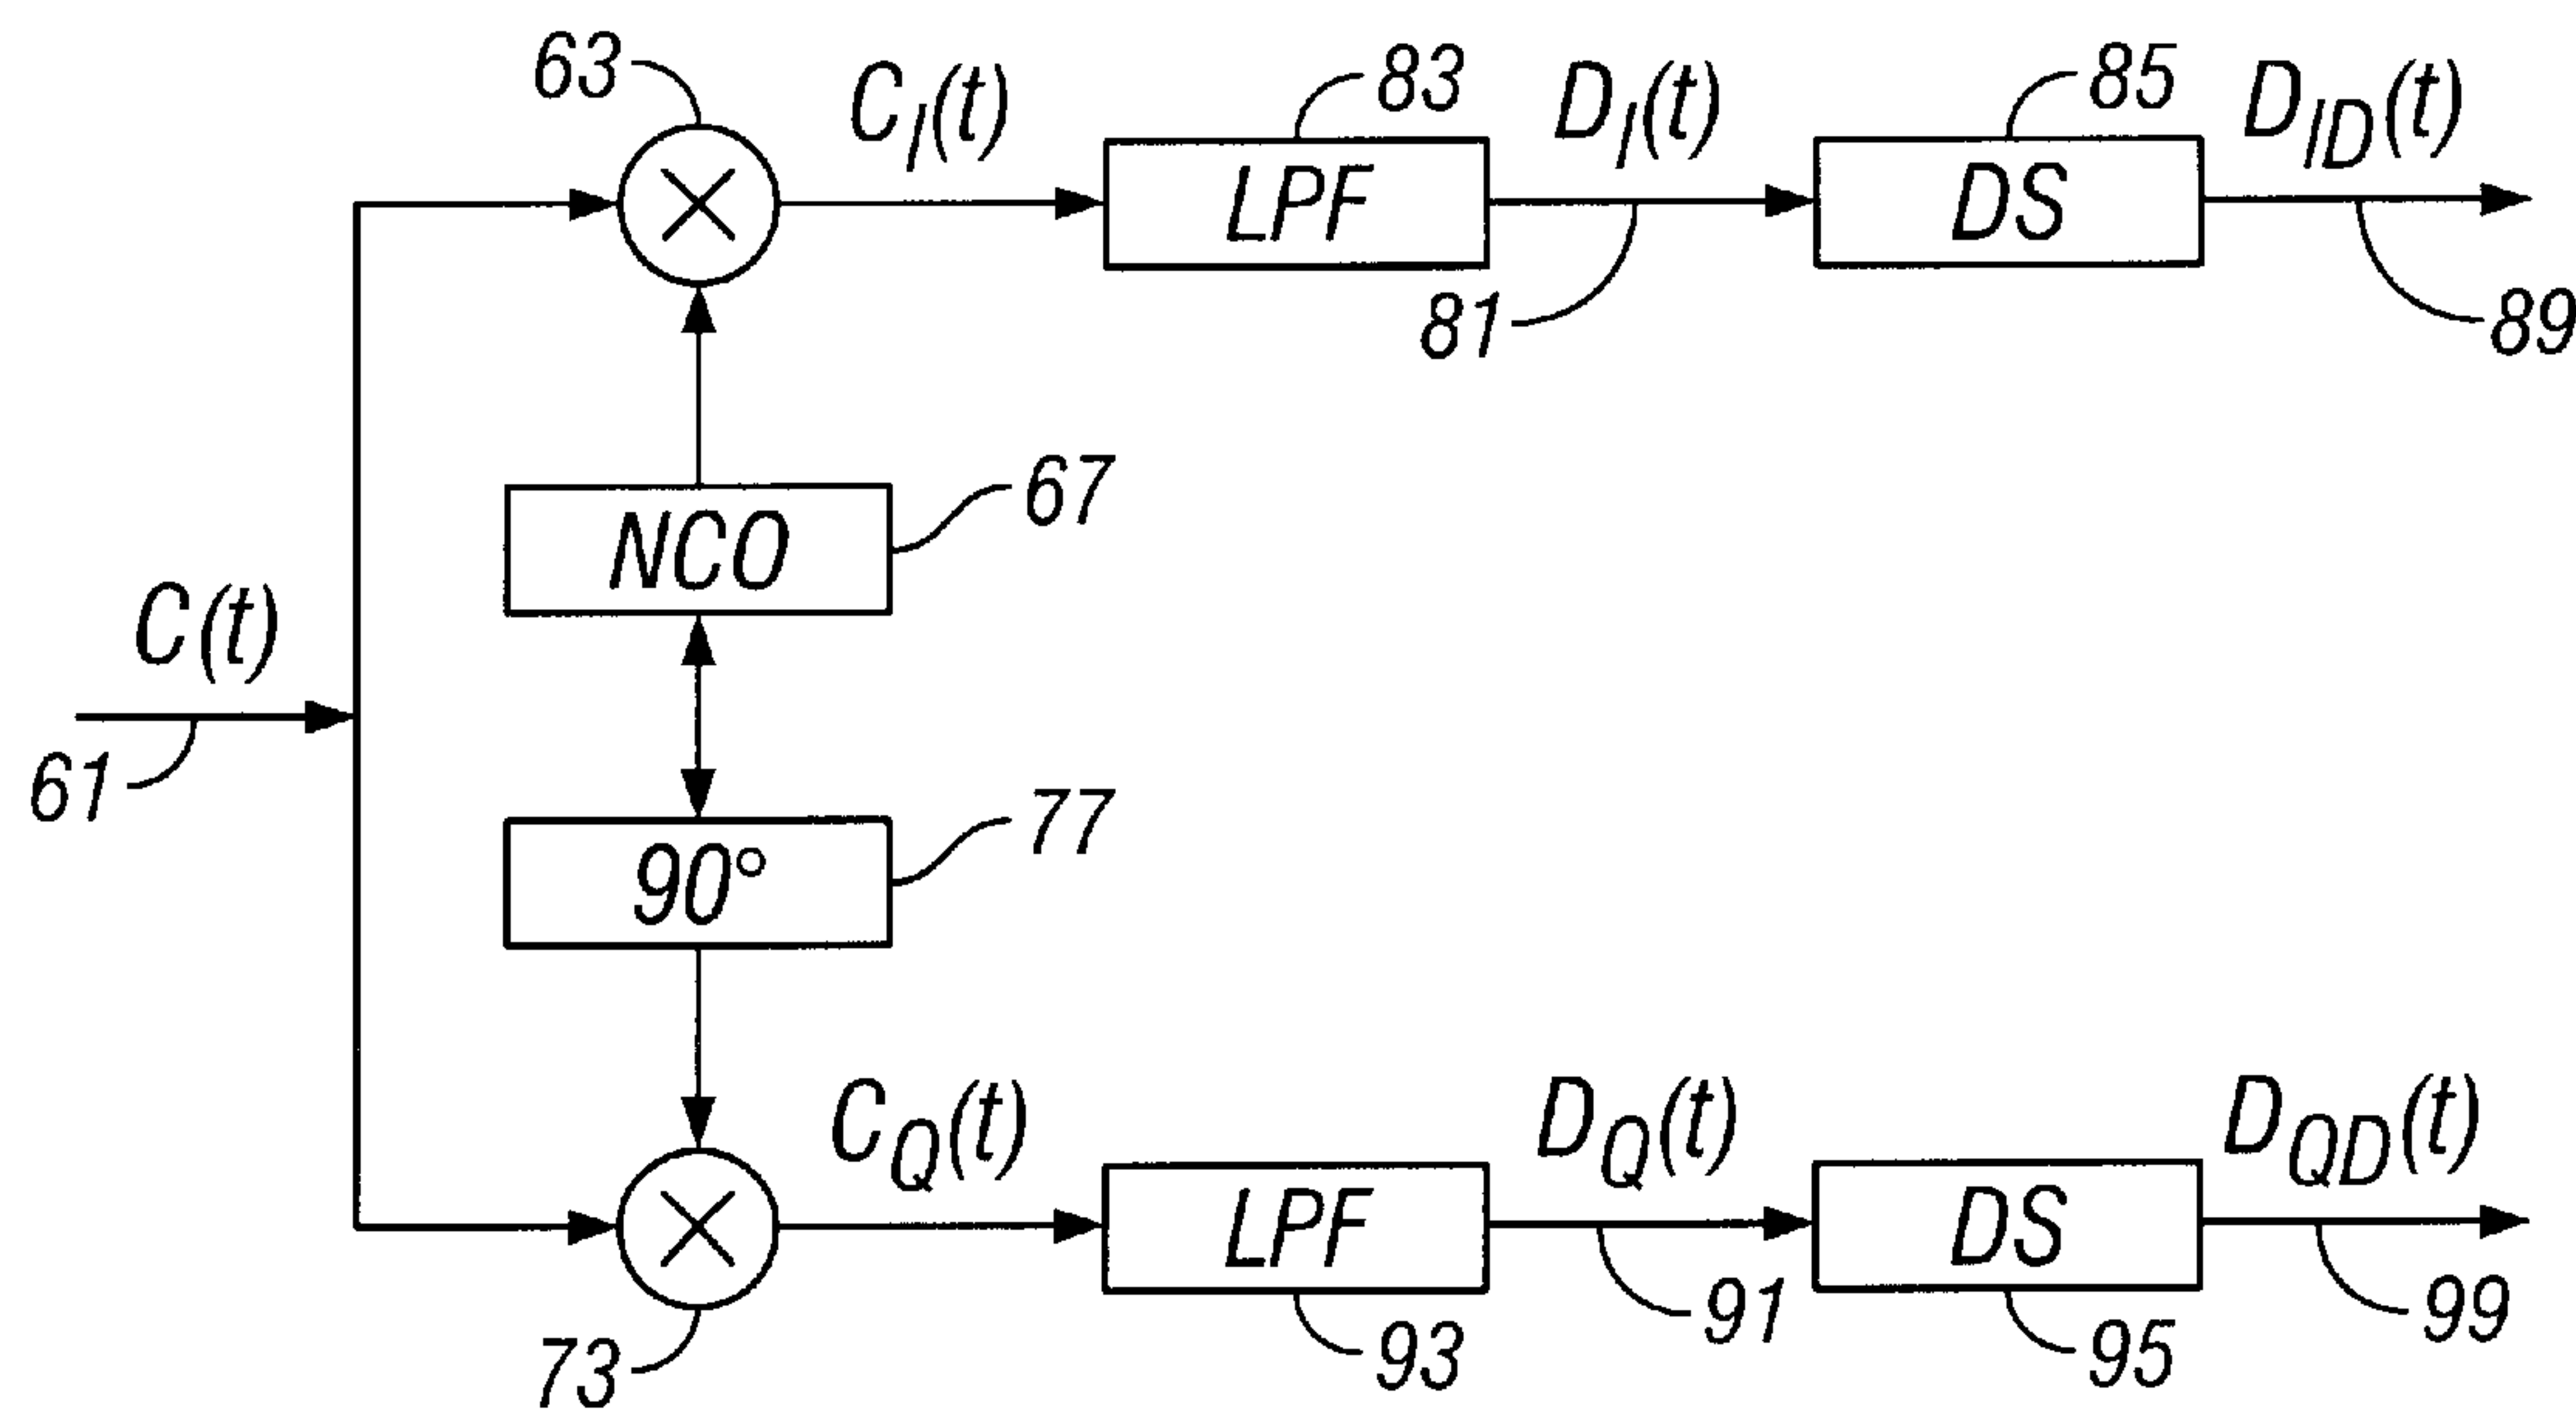 63
C_I(t)
83
D_I(t)
85
D_ID(t)
LPF
DS
81
89
NCO
67
C(t)
61
77
90°
C_Q(t)
D_Q(t)
D_QD(t)
LPF
DS
91
99
73
93
95